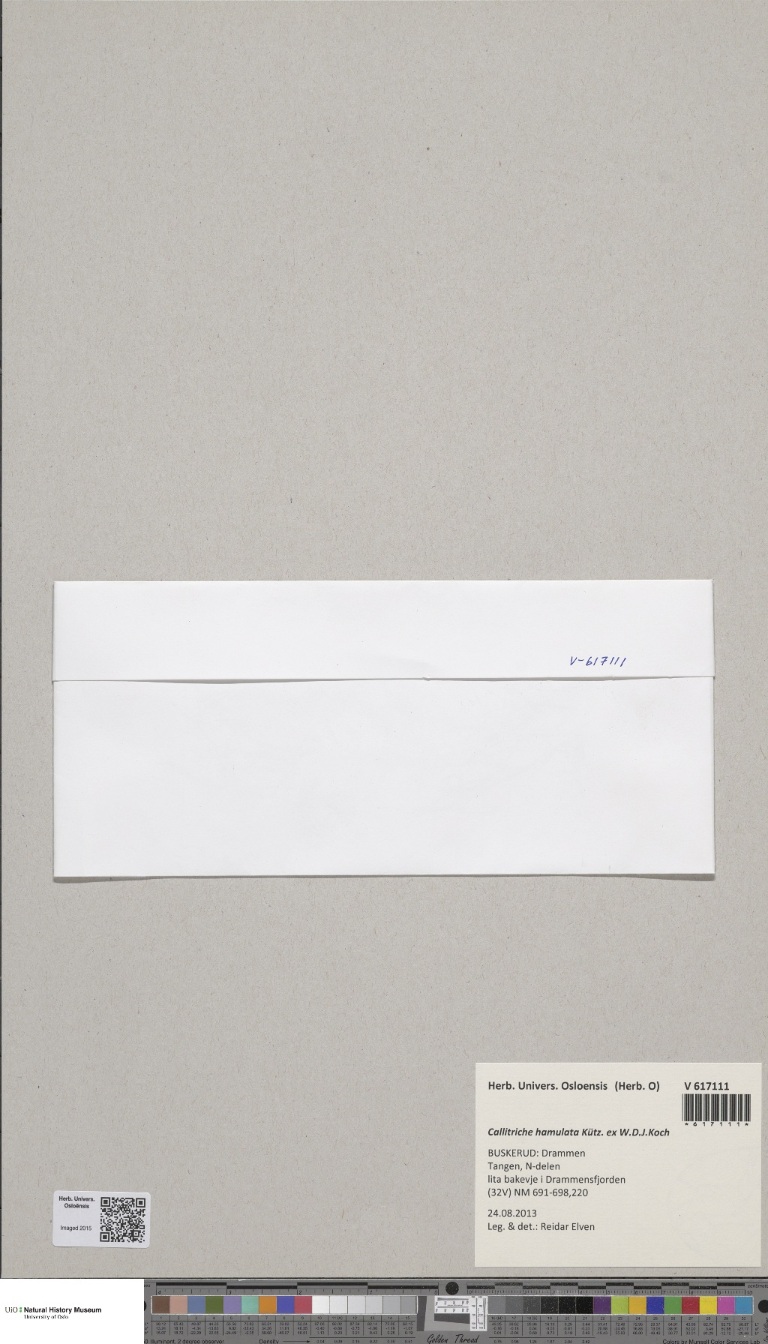 V-617111
Herb. Univers. Osloensis (Herb. O) V 617111
*617111*
Callitriche hamulata Kütz. ex W.D.J.Koch
BUSKERUD: Drammen
Tangen, N-delen
lita bakevje i Drammensfjorden
(32V) NM 691-698,220
24.08.2013
Leg. & det.: Reidar Elven
Herb. Univers.
Osloënsis
imaged 2015
UiO Natural History Museum
University of Oslo
Golden Thread